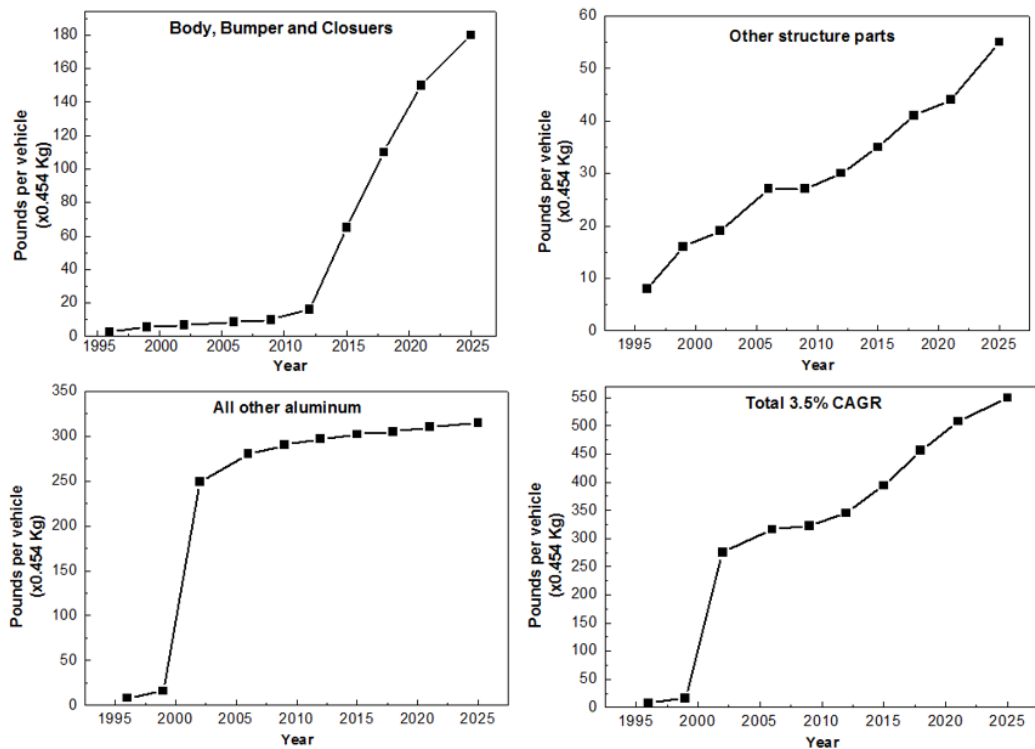 Body, Bumper and Closuers
Pounds per vehicle
(x0.454 Kg)
180
160
140
120
100
80
60
40
20
0
1995 2000 2005 2010 2015 2020 2025
Year
Other structure parts
Pounds per vehicle
(x0.454 Kg)
60
50
40
30
20
10
0
1995 2000 2005 2010 2015 2020 2025
Year
All other aluminum
Pounds per vehicle
(x0.454 Kg)
350
300
250
200
150
100
50
0
1995 2000 2005 2010 2015 2020 2025
Year
Total 3.5% CAGR
Pounds per vehicle
(x0.454 Kg)
550
500
450
400
350
300
250
200
150
100
50
0
1995 2000 2005 2010 2015 2020 2025
Year